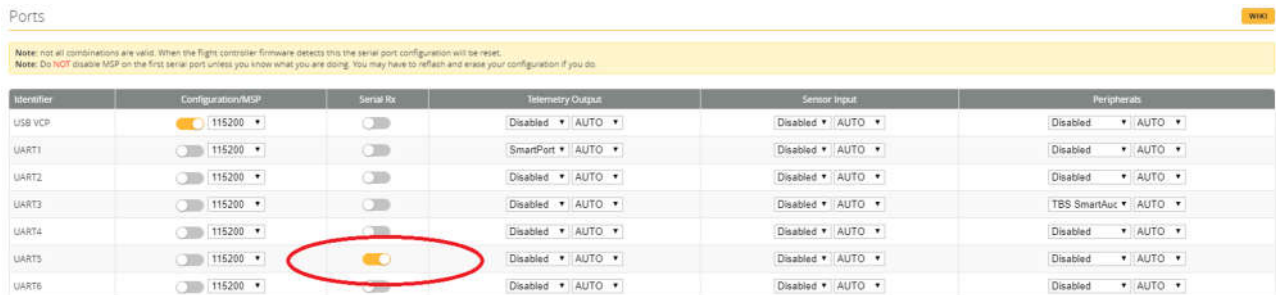 Ports
WIKI
Note: not all combinations are valid. When the flight controller firmware detects this the serial port configuration will be reset.
Note: Do NOT disable MSP on the first serial port unless you know what you are doing. You may have to reflash and erase your configuration if you do.
Identifier Configuration/MSP Serial Rx Telemetry Output Sensor Input Peripherals
USB VCP 115200 Disabled AUTO Disabled AUTO Disabled AUTO
UART1 115200 SmartPort AUTO Disabled AUTO Disabled AUTO
UART2 115200 Disabled AUTO Disabled AUTO Disabled AUTO
UART3 115200 Disabled AUTO Disabled AUTO TBS SmartAuc AUTO
UART4 115200 Disabled AUTO Disabled AUTO Disabled AUTO
UART5 115200 Disabled AUTO Disabled AUTO Disabled AUTO
UART6 115200 Disabled AUTO Disabled AUTO Disabled AUTO